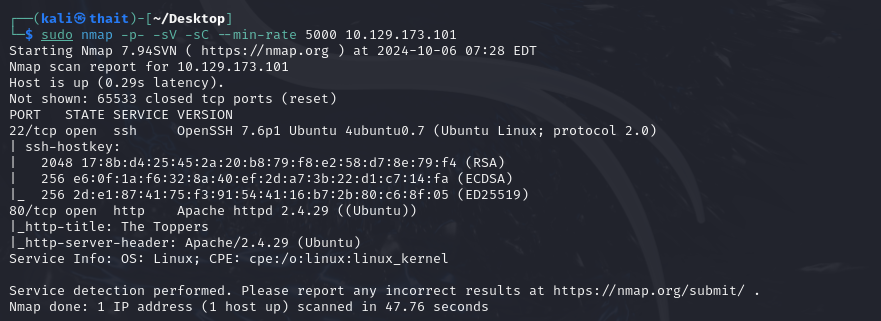 ┌──(kali㉿thait)-[~/Desktop]
└─$ sudo nmap -p- -sV -sC --min-rate 5000 10.129.173.101
Starting Nmap 7.94SVN ( https://nmap.org ) at 2024-10-06 07:28 EDT
Nmap scan report for 10.129.173.101
Host is up (0.29s latency).
Not shown: 65533 closed tcp ports (reset)
PORT   STATE SERVICE VERSION
22/tcp open  ssh     OpenSSH 7.6p1 Ubuntu 4ubuntu0.7 (Ubuntu Linux; protocol 2.0)
| ssh-hostkey:
|   2048 17:8b:d4:25:45:2a:20:b8:79:f8:e2:58:d7:8e:79:f4 (RSA)
|   256 e6:0f:1a:f6:32:8a:40:ef:2d:a7:3b:22:d1:c7:14:fa (ECDSA)
|_  256 2d:e1:87:41:75:f3:91:54:41:16:b7:2b:80:c6:8f:05 (ED25519)
80/tcp open  http    Apache httpd 2.4.29 ((Ubuntu))
|_http-title: The Toppers
|_http-server-header: Apache/2.4.29 (Ubuntu)
Service Info: OS: Linux; CPE: cpe:/o:linux:linux_kernel

Service detection performed. Please report any incorrect results at https://nmap.org/submit/ .
Nmap done: 1 IP address (1 host up) scanned in 47.76 seconds